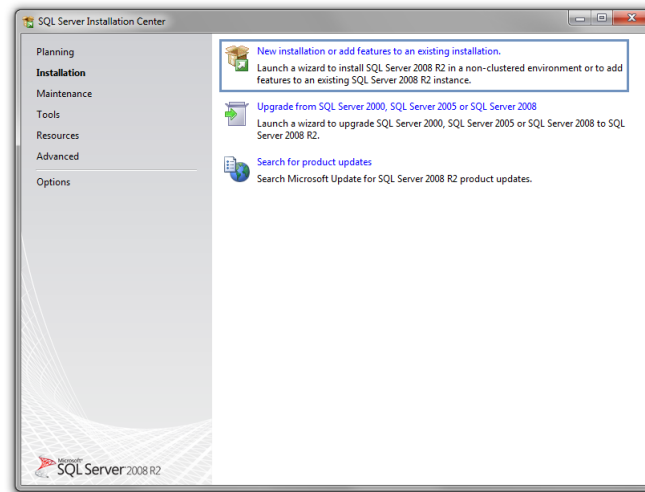 SQL Server Installation Center
Planning
Installation
Maintenance
Tools
Resources
Advanced
Options
New installation or add features to an existing installation.
Launch a wizard to install SQL Server 2008 R2 in a non-clustered environment or to add
features to an existing SQL Server 2008 R2 instance.
Upgrade from SQL Server 2000, SQL Server 2005 or SQL Server 2008
Launch a wizard to upgrade SQL Server 2000, SQL Server 2005 or SQL Server 2008 to SQL
Server 2008 R2.
Search for product updates
Search Microsoft Update for SQL Server 2008 R2 product updates.
Microsoft
SQL Server 2008 R2